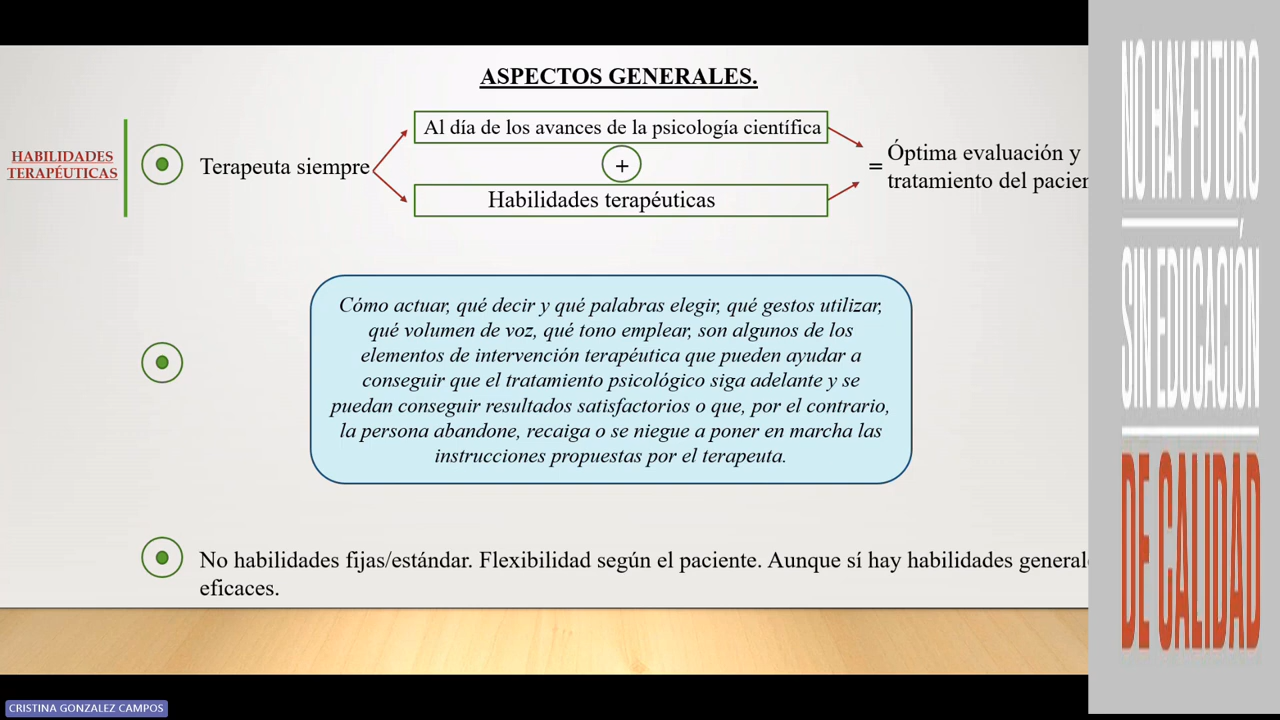 ASPECTOS GENERALES.
HABILIDADES
TERAPÉUTICAS
Terapeuta siempre
Al día de los avances de la psicología científica
+
Habilidades terapéuticas
=
Óptima evaluación y
tratamiento del pacien
Cómo actuar, qué decir y qué palabras elegir, qué gestos utilizar,
qué volumen de voz, qué tono emplear, son algunos de los
elementos de intervención terapéutica que pueden ayudar a
conseguir que el tratamiento psicológico siga adelante y se
puedan conseguir resultados satisfactorios o que, por el contrario,
la persona abandone, recaiga o se niegue a poner en marcha las
instrucciones propuestas por el terapeuta.
No habilidades fijas/estándar. Flexibilidad según el paciente. Aunque sí hay habilidades general
eficaces.
NO HAY FUTURO
SIN EDUCACIÓN
DE CALIDAD
CRISTINA GONZALEZ CAMPOS